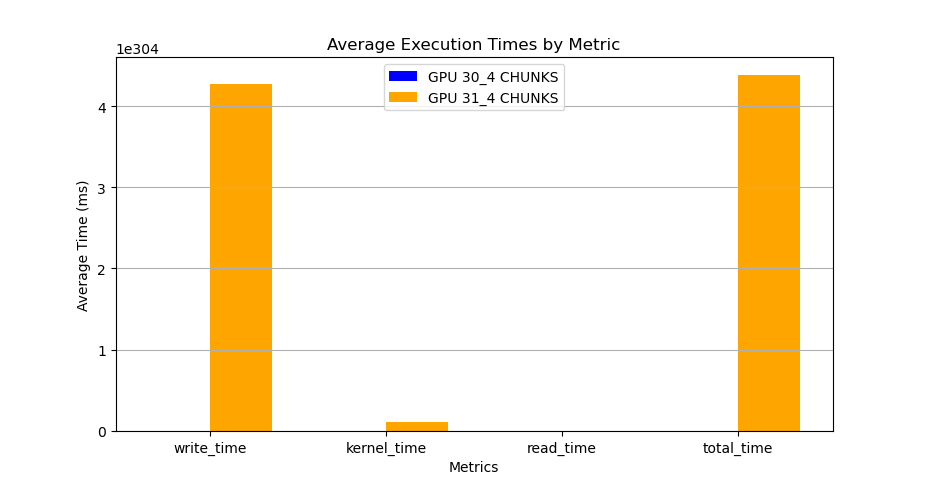 Average Execution Times by Metric
1e304
GPU 30_4 CHUNKS
GPU 31_4 CHUNKS
Average Time (ms)
4
3
2
1
0
write_time
kernel_time
read_time
total_time
Metrics